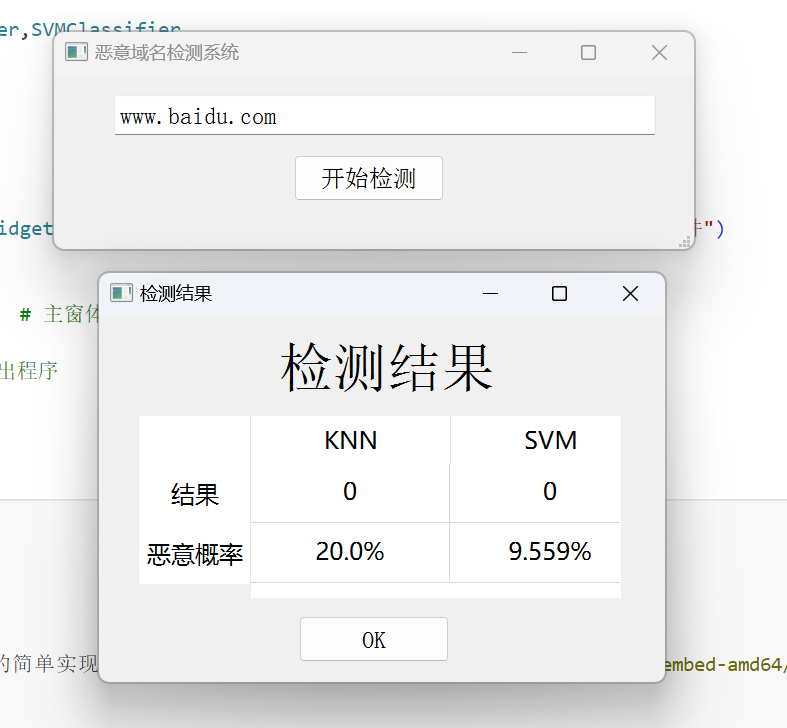 er,SVMClassifier
恶意域名检测系统
www.baidu.com
开始检测
idget
")
检测结果
# 主窗体
出程序
检测结果
KNN SVM
结果 0 0
恶意概率 20.0% 9.559%
OK
的简单实现
embed-amd64/